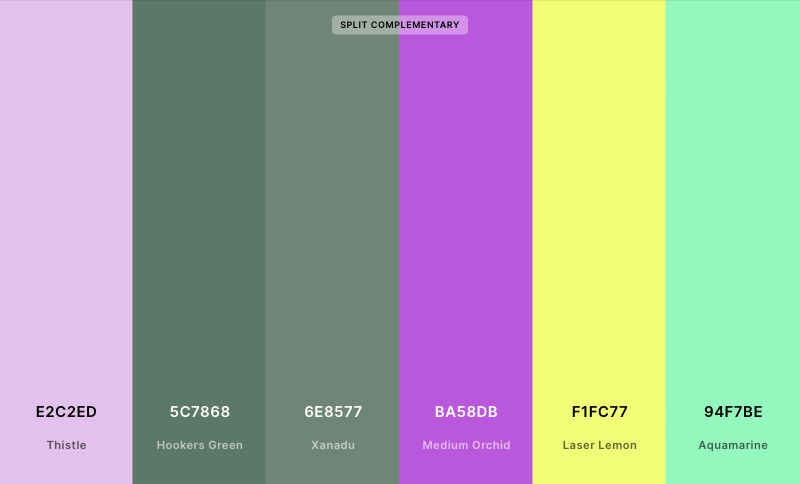 SPLIT COMPLEMENTARY
E2C2ED
Thistle
5C7868
Hookers Green
6E8577
Xanadu
BA58DB
Medium Orchid
F1FC77
Laser Lemon
94F7BE
Aquamarine